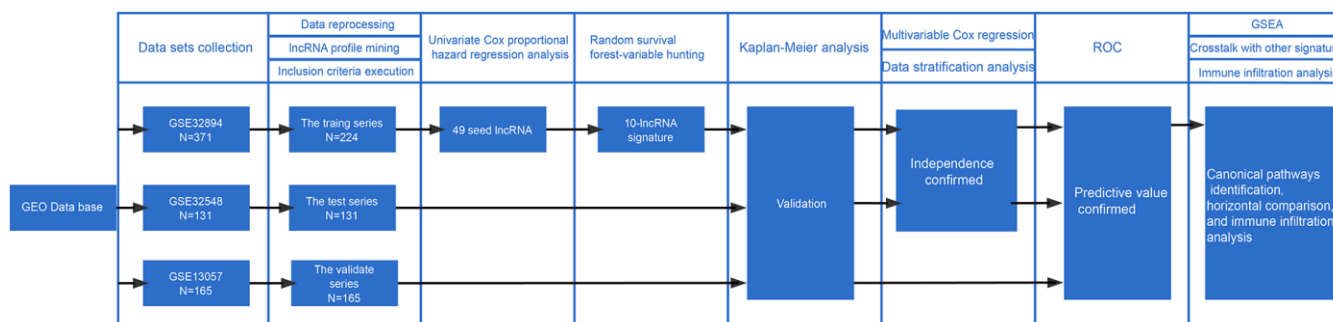 Data sets collection
Data reprocessing
lncRNA profile mining
Inclusion criteria execution
Univariate Cox proportional
hazard regression analysis
Random survival
forest-variable hunting
Kaplan-Meier analysis
Multivariable Cox regression
Data stratification analysis
ROC
GSEA
Crosstalk with other signature
Immune infiltration analysis
GEO Data base
GSE32894
N=371
The traing series
N=224
49 seed lncRNA
10-lncRNA
signature
GSE32548
N=131
The test series
N=131
GSE13057
N=165
The validate
series
N=165
Validation
Independence
confirmed
Predictive value
confirmed
Canonical pathways
identification,
horizontal comparison,
and immune infiltration
analysis